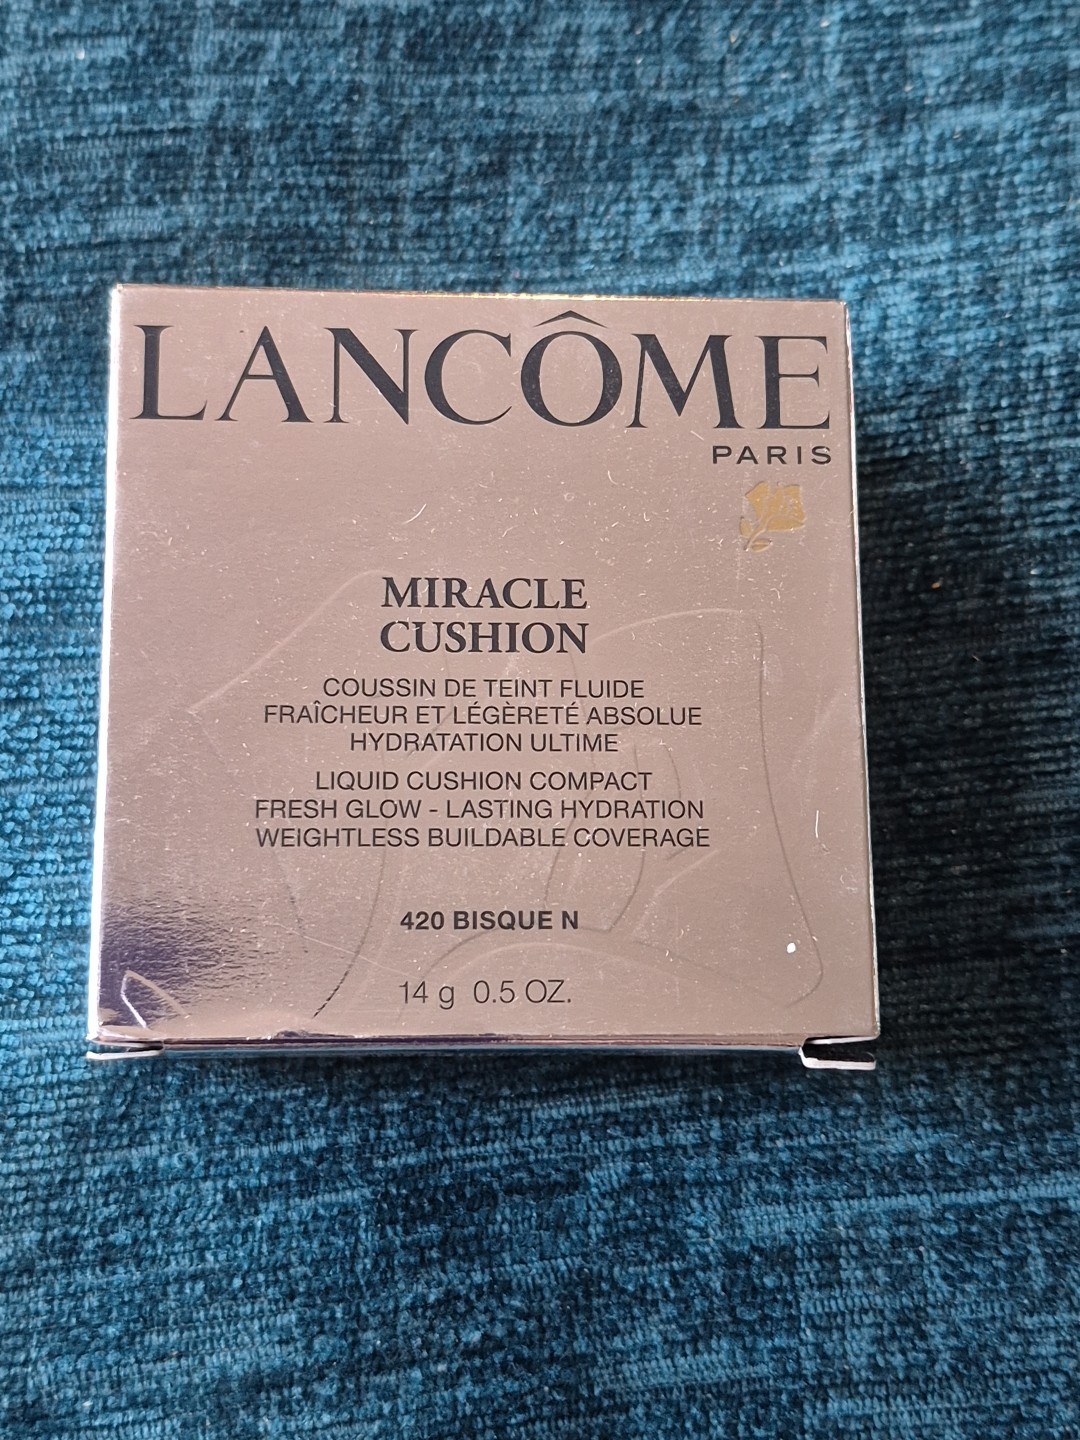 LANCÔME
PARIS
MIRACLE
CUSHION
COUSSIN DE TEINT FLUIDE
FRAÎCHEUR ET LÉGÈRETÉ ABSOLUE
HYDRATATION ULTIME
LIQUID CUSHION COMPACT
FRESH GLOW - LASTING HYDRATION
WEIGHTLESS BUILDABLE COVERAGE
420 BISQUE N
14 g 0.5 OZ.